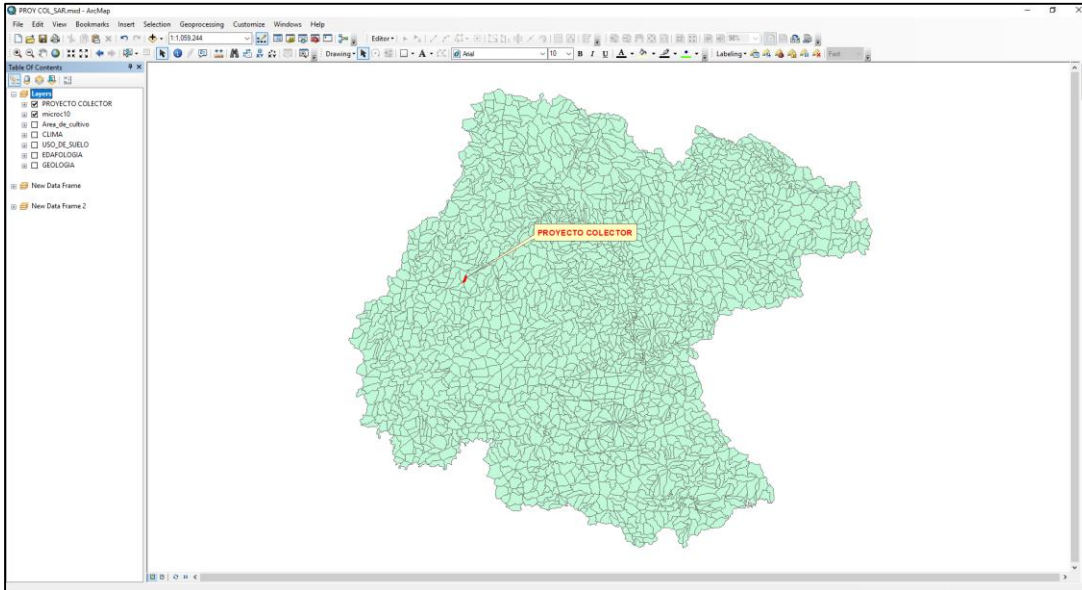 PROY COL_SAR.mxd - ArcMap
File Edit View Bookmarks Insert Selection Geoprocessing Customize Windows Help
1:1,059,244 Editor
Drawing A Arial 10 B I U A Labeling Fast
Table Of Contents
Layers
PROYECTO COLECTOR
microc10
Area_de_cultivo
CLIMA
USO_DE_SUELO
EDAFOLOGIA
GEOLOGIA
New Data Frame
New Data Frame 2
PROYECTO COLECTOR